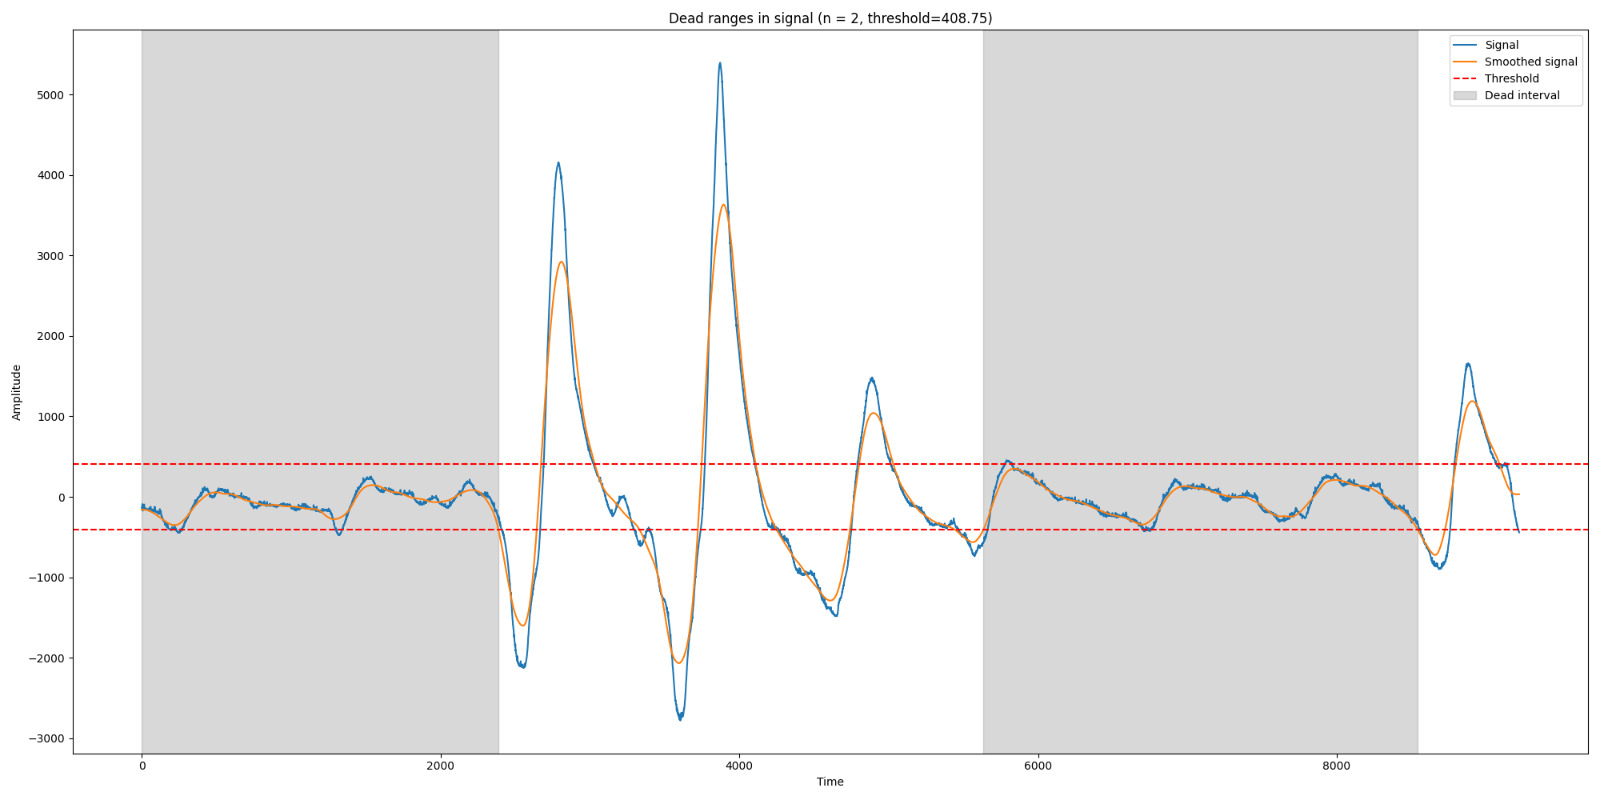 Dead ranges in signal (n = 2, threshold=408.75)
Signal
Smoothed signal
Threshold
Dead interval
Amplitude
5000
4000
3000
2000
1000
0
−1000
−2000
−3000
0
2000
4000
6000
8000
Time